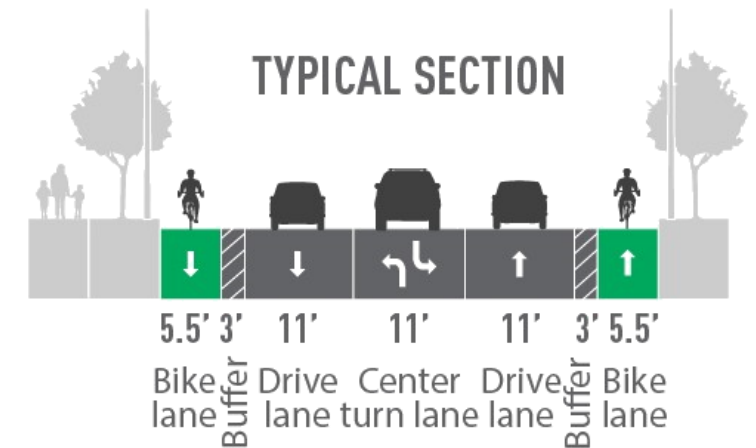 TYPICAL SECTION
5.5’ 3’ 11’ 11’ 11’ 3’ 5.5’
Bike lane
Buffer
Drive lane
Center turn lane
Drive lane
Buffer
Bike lane